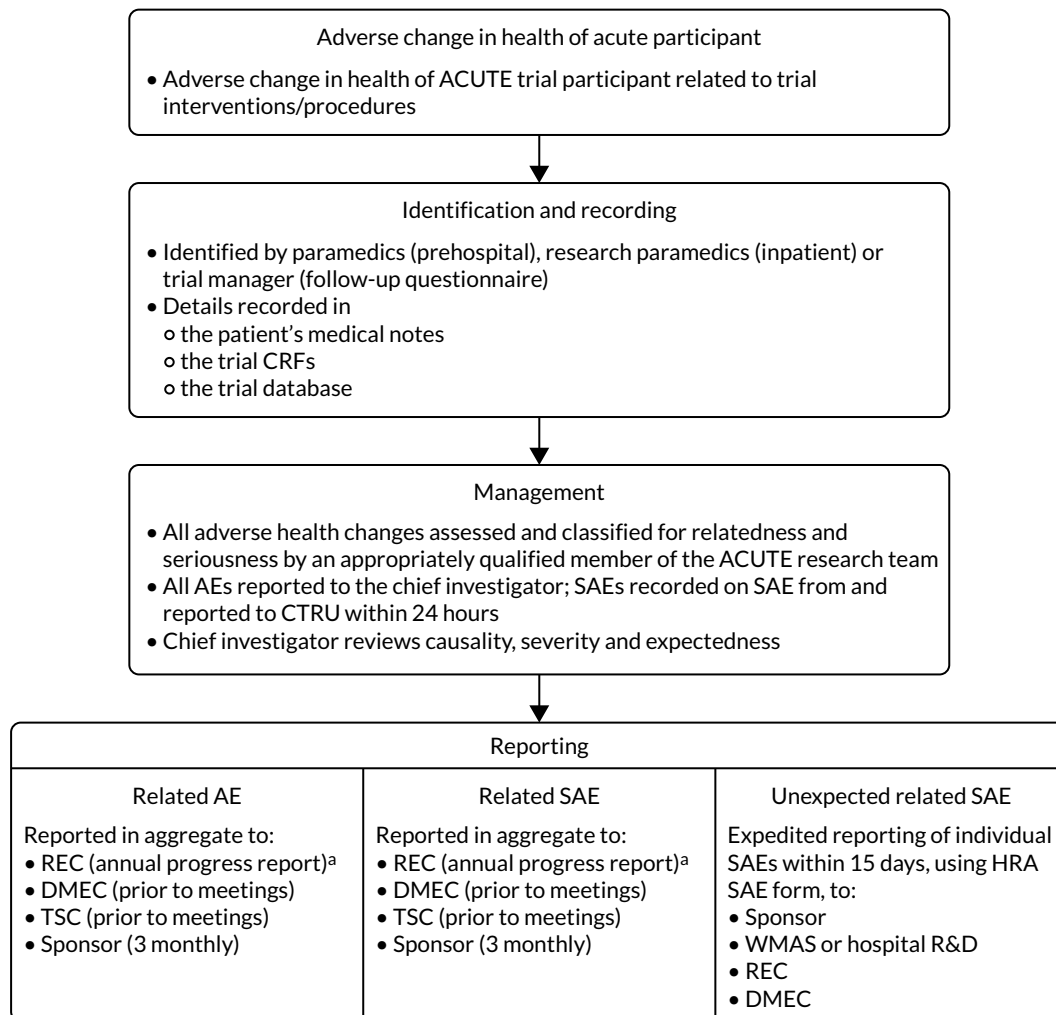 Adverse change in health of acute participant
• Adverse change in health of ACUTE trial participant related to trial
interventions/procedures
Identification and recording
• Identified by paramedics (prehospital), research paramedics (inpatient) or
trial manager (follow-up questionnaire)
• Details recorded in
the patient’s medical notes
the trial CRFs
the trial database
Management
• All adverse health changes assessed and classified for relatedness and
seriousness by an appropriately qualified member of the ACUTE research team
• All AEs reported to the chief investigator; SAEs recorded on SAE from and
reported to CTRU within 24 hours
• Chief investigator reviews causality, severity and expectedness
Reporting
Related AE
Reported in aggregate to:
• REC (annual progress report)ᵃ
• DMEC (prior to meetings)
• TSC (prior to meetings)
• Sponsor (3 monthly)
Related SAE
Reported in aggregate to:
• REC (annual progress report)ᵃ
• DMEC (prior to meetings)
• TSC (prior to meetings)
• Sponsor (3 monthly)
Unexpected related SAE
Expedited reporting of individual
SAEs within 15 days, using HRA
SAE form, to:
• Sponsor
• WMAS or hospital R&D
• REC
• DMEC